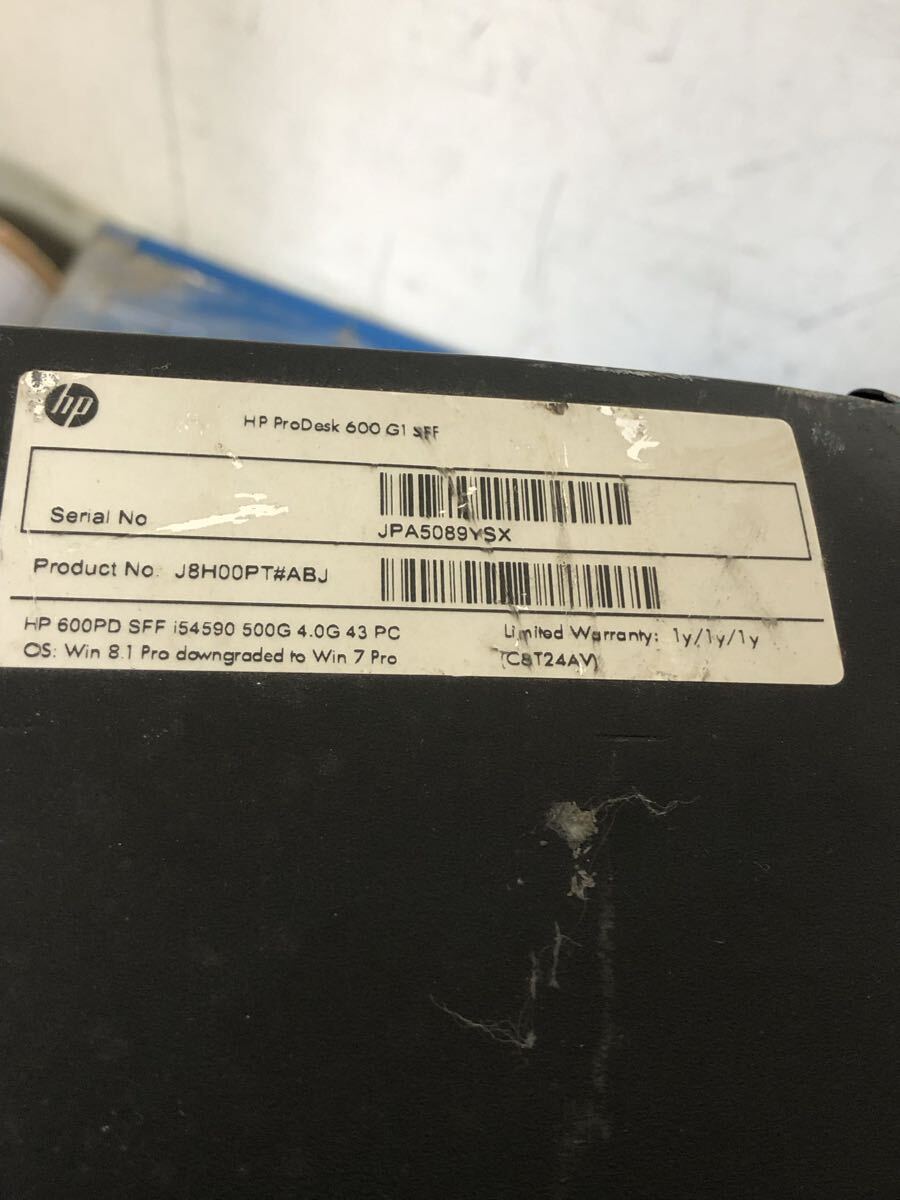 hp
HP ProDesk 600 G1 SFF
Serial No
JPA5089YSX
Product No. J8H00PT#ABJ
HP 600PD SFF i54590 500G 4.0G 43 PC
Limited Warranty: 1y/1y/1y
OS: Win 8.1 Pro downgraded to Win 7 Pro
(C8T24AV)